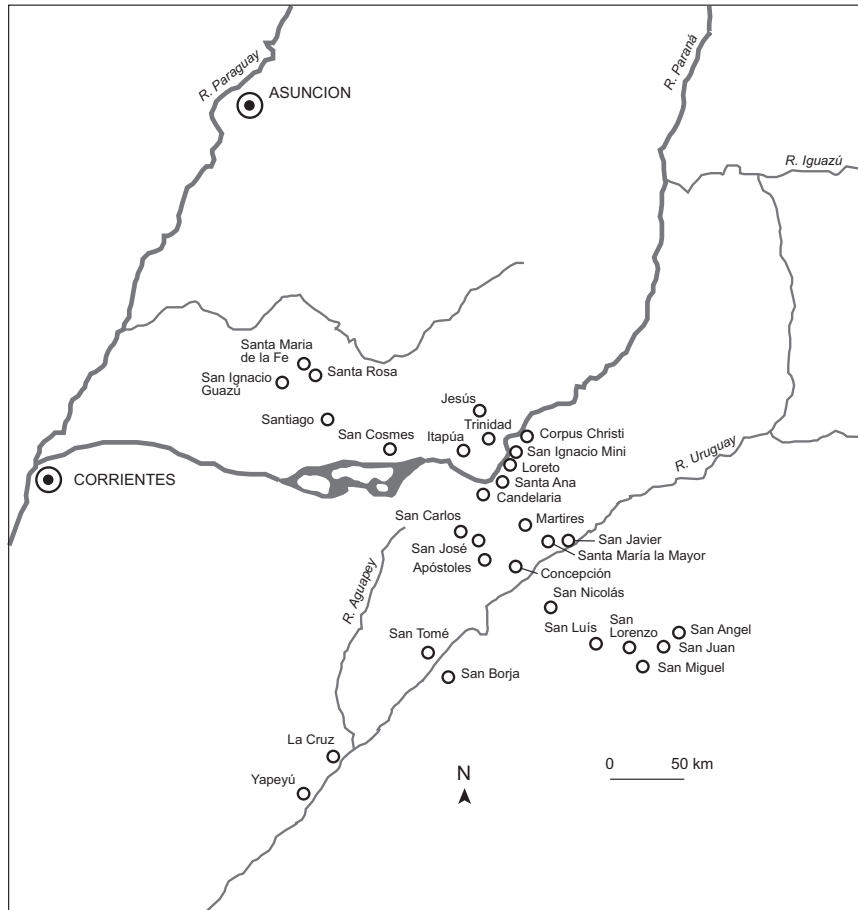 R. Paraguay
R. Paraná
ASUNCION
R. Iguazú
Santa Maria
de la Fe
San Ignacio
Guazú
Santa Rosa
Jesús
Santiago
Trinidad
San Cosmes
Itapúa
Corpus Christi
San Ignacio Mini
Loreto
R. Uruguay
CORRIENTES
Santa Ana
Candelaria
San Carlos
Martires
San José
San Javier
Santa María la Mayor
Apóstoles
Concepción
R. Aguapey
San Nicolás
San Tomé
San Luís
San
Lorenzo
San Angel
San Juan
San Miguel
San Borja
La Cruz
Yapeyú
N
0 50 km